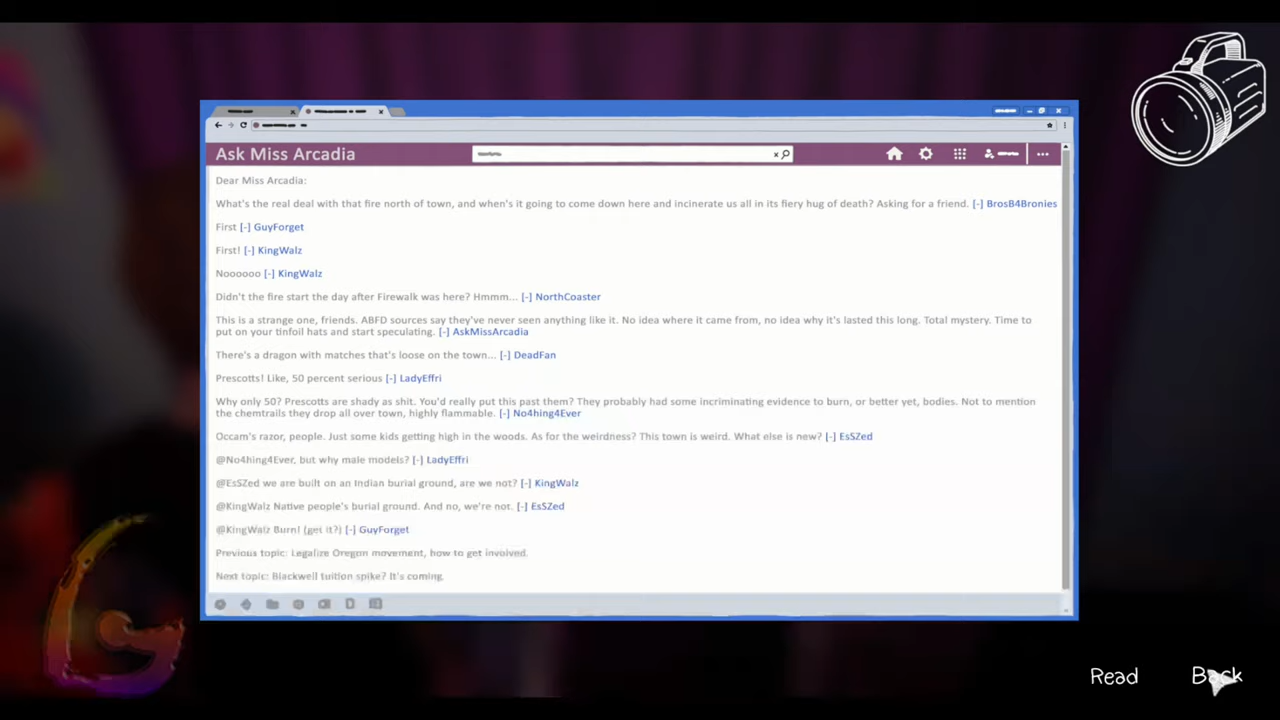 Ask Miss Arcadia
Dear Miss Arcadia:
What's the real deal with that fire north of town, and when's it going to come down here and incinerate us all in its fiery hug of death? Asking for a friend. [-] BrosB4Bronies
First [-] GuyForget
First! [-] KingWalz
Noooooo [-] KingWalz
Didn't the fire start the day after Firewalk was here? Hmmm... [-] NorthCoaster
This is a strange one, friends. ABFD sources say they've never seen anything like it. No idea where it came from, no idea why it's lasted this long. Total mystery. Time to
put on your tinfoil hats and start speculating. [-] AskMissArcadia
There's a dragon with matches that's loose on the town... [-] DeadFan
Prescotts! Like, 50 percent serious [-] LadyEffri
Why only 50? Prescotts are shady as shit. You'd really put this past them? They probably had some incriminating evidence to burn, or better yet, bodies. Not to mention
the chemtrails they drop all over town, highly flammable. [-] No4hing4Ever
Occam's razor, people. Just some kids getting high in the woods. As for the weirdness? This town is weird. What else is new? [-] EsSZed
@No4hing4Ever, but why male models? [-] LadyEffri
@EsSZed we are built on an Indian burial ground, are we not? [-] KingWalz
@KingWalz Native people's burial ground. And no, we're not. [-] EsSZed
@KingWalz Burn! (get it?) [-] GuyForget
Previous topic: Legalize Oregon movement, how to get involved.
Next topic: Blackwell tuition spike? It's coming
Read
Back